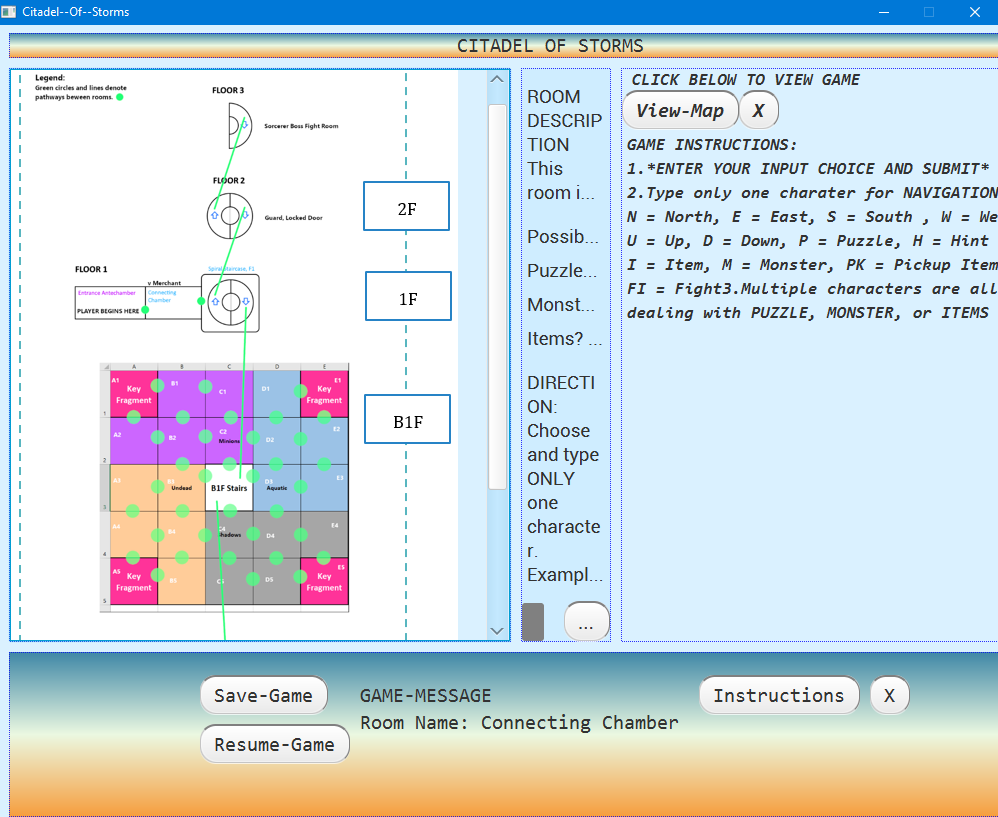 Citadel--Of--Storms
CITADEL OF STORMS
Legend:
Green circles and lines denote
pathways beween rooms.
FLOOR 3
Sorcerer Boss Fight Room
FLOOR 2
Guard, Locked Door
2F
FLOOR 1
Spiral Staircase, F1
v Merchant
Entrance Antechamber
Connecting
Chamber
PLAYER BEGINS HERE
1F
B1F
A B C D E
A1 Key Fragment
B1
C1
D1
E1 Key Fragment
1
A2
B2
C2 Minions
D2
E2
2
A3
B3 Undead
B1F Stairs
D3 Aquatic
E3
3
A4
B4
C4 Shadows
D4
E4
4
A5 Key Fragment
B5
C5
D5
E5 Key Fragment
5
ROOM
DESCRIP
TION
This
room i...
Possib...
Puzzle...
Monst...
Items? ...
DIRECTI
ON:
Choose
and type
ONLY
one
characte
r.
Exampl...
...
CLICK BELOW TO VIEW GAME
View-Map X
GAME INSTRUCTIONS:
1.*ENTER YOUR INPUT CHOICE AND SUBMIT*
2.Type only one charater for NAVIGATION
N = North, E = East, S = South , W = We
U = Up, D = Down, P = Puzzle, H = Hint
I = Item, M = Monster, PK = Pickup Item
FI = Fight3.Multiple characters are all
dealing with PUZZLE, MONSTER, or ITEMS
Save-Game
Resume-Game
GAME-MESSAGE
Room Name: Connecting Chamber
Instructions X